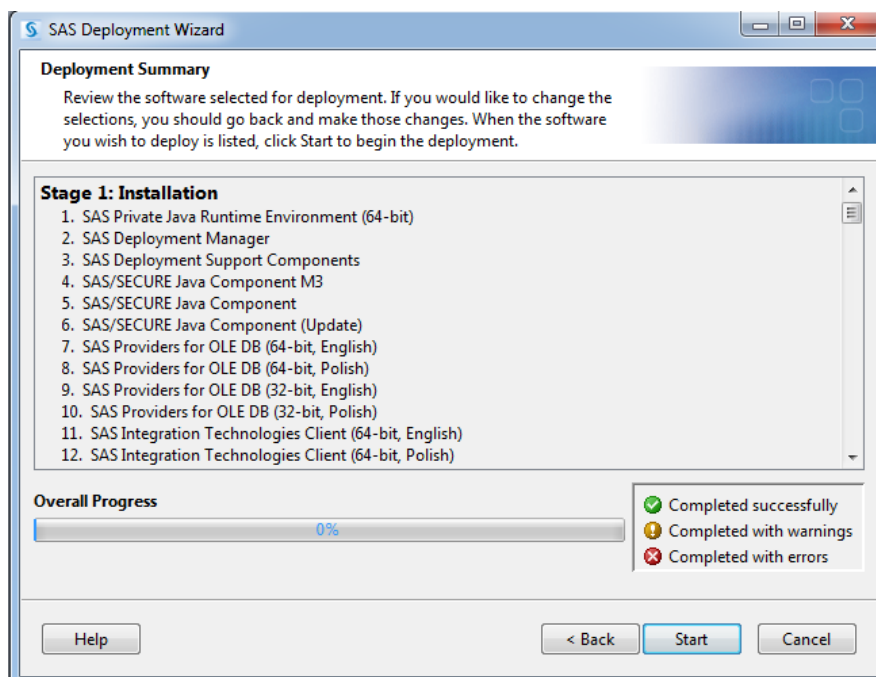 SAS Deployment Wizard
Deployment Summary
Review the software selected for deployment. If you would like to change the
selections, you should go back and make those changes. When the software
you wish to deploy is listed, click Start to begin the deployment.
Stage 1: Installation
1. SAS Private Java Runtime Environment (64-bit)
2. SAS Deployment Manager
3. SAS Deployment Support Components
4. SAS/SECURE Java Component M3
5. SAS/SECURE Java Component
6. SAS/SECURE Java Component (Update)
7. SAS Providers for OLE DB (64-bit, English)
8. SAS Providers for OLE DB (64-bit, Polish)
9. SAS Providers for OLE DB (32-bit, English)
10. SAS Providers for OLE DB (32-bit, Polish)
11. SAS Integration Technologies Client (64-bit, English)
12. SAS Integration Technologies Client (64-bit, Polish)
Overall Progress
0%
Completed successfully
Completed with warnings
Completed with errors
Help
< Back
Start
Cancel